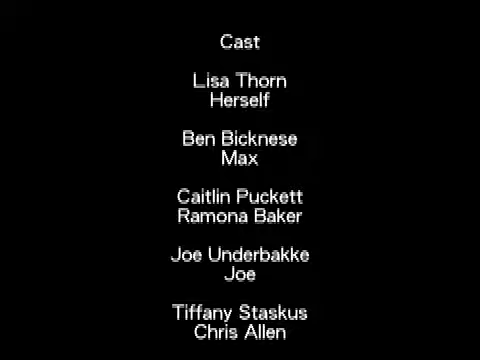 Cast
Lisa Thorn
Herself
Ben Bicknese
Max
Caitlin Puckett
Ramona Baker
Joe Underbakke
Joe
Tiffany Staskus
Chris Allen